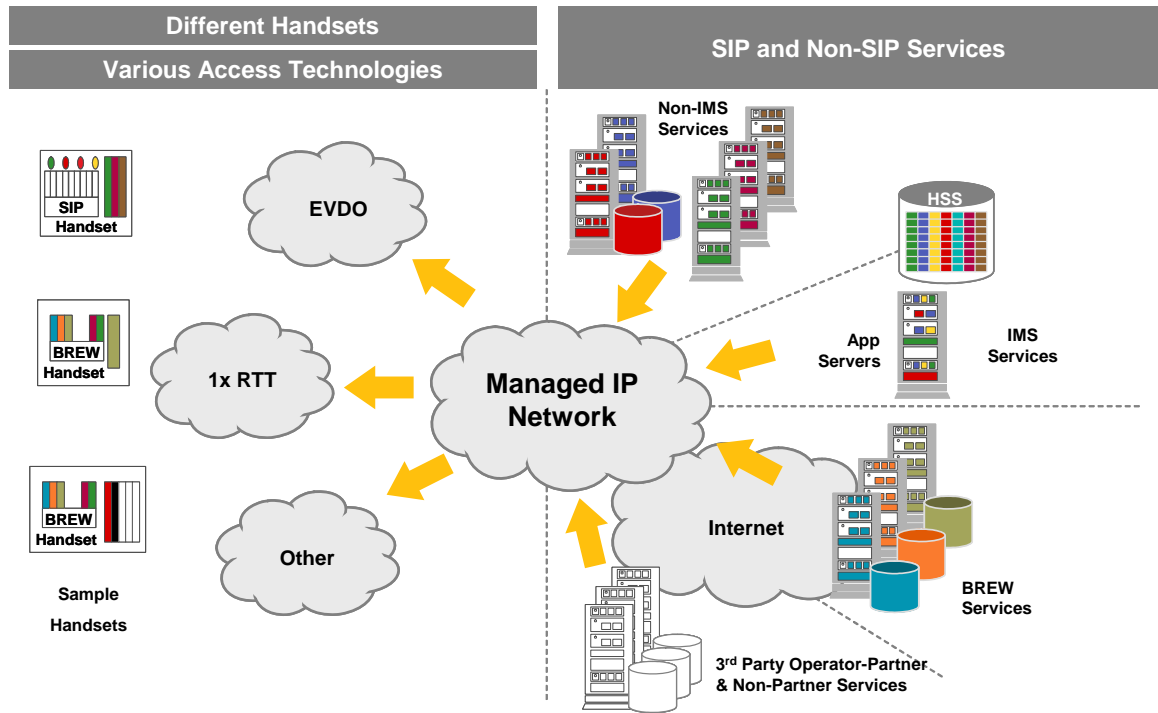 Different Handsets
Various Access Technologies
SIP and Non-SIP Services
SIP
Handset
EVDO
BREW
Handset
1x RTT
BREW
Handset
Other
Sample
Handsets
Non-IMS
Services
HSS
App
Servers
IMS
Services
Managed IP
Network
Internet
BREW
Services
3rd Party Operator-Partner
& Non-Partner Services